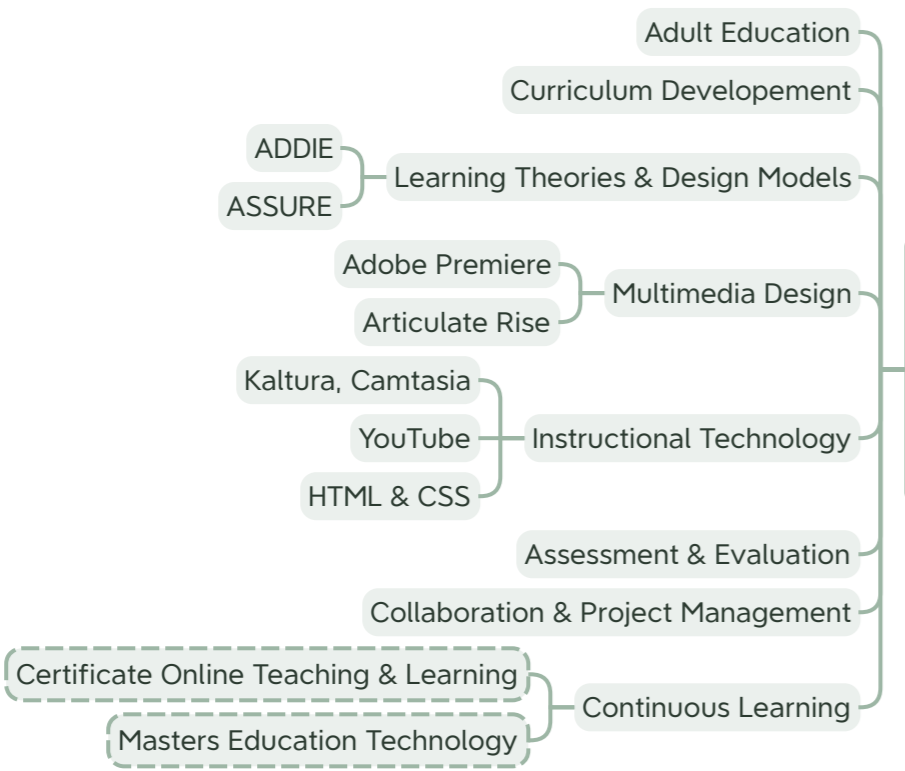 Adult Education
Curriculum Developement
ADDIE
Learning Theories & Design Models
ASSURE
Adobe Premiere
Multimedia Design
Articulate Rise
Kaltura, Camtasia
YouTube
Instructional Technology
HTML & CSS
Assessment & Evaluation
Collaboration & Project Management
Certificate Online Teaching & Learning
Continuous Learning
Masters Education Technology